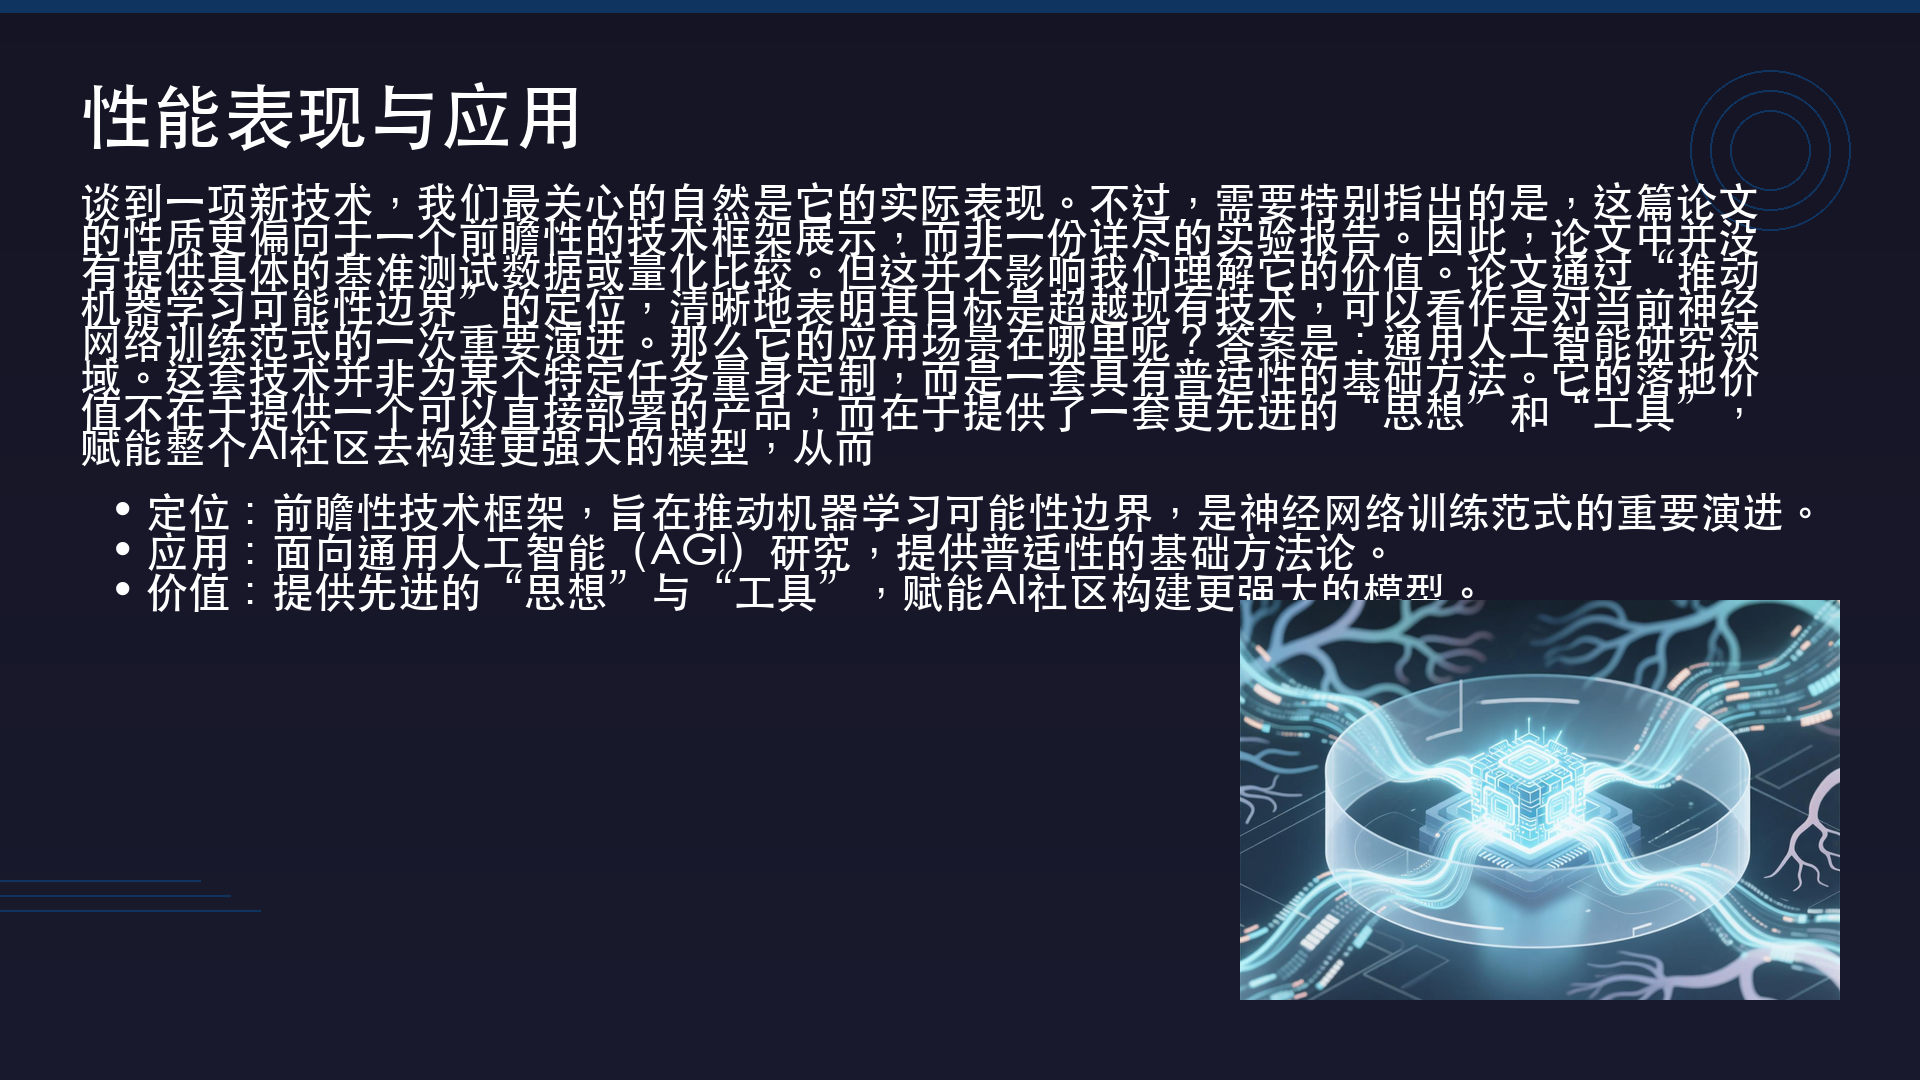 性能表现与应用
谈到一项新技术，我们最关心的自然是它的实际表现。不过，需要特别指出的是，这篇论文
的性质更偏向于一个前瞻性的技术框架展示，而非一份详尽的实验报告。因此，论文中并没
有提供具体的基准测试数据或量化比较。但这并不影响我们理解它的价值。论文通过“推动
机器学习可能性边界”的定位，清晰地表明其目标是超越现有技术，可以看作是对当前神经
网络训练范式的一次重要演进。那么它的应用场景在哪里呢？答案是：通用人工智能研究领
域。这套技术并非为某个特定任务量身定制，而是一套具有普适性的基础方法。它的落地价
值不在于提供一个可以直接部署的产品，而在于提供了一套更先进的“思想”和“工具”，
赋能整个AI社区去构建更强大的模型，从而
• 定位：前瞻性技术框架，旨在推动机器学习可能性边界，是神经网络训练范式的重要演进。
• 应用：面向通用人工智能（AGI）研究，提供普适性的基础方法论。
• 价值：提供先进的“思想”与“工具”，赋能AI社区构建更强大的模型。